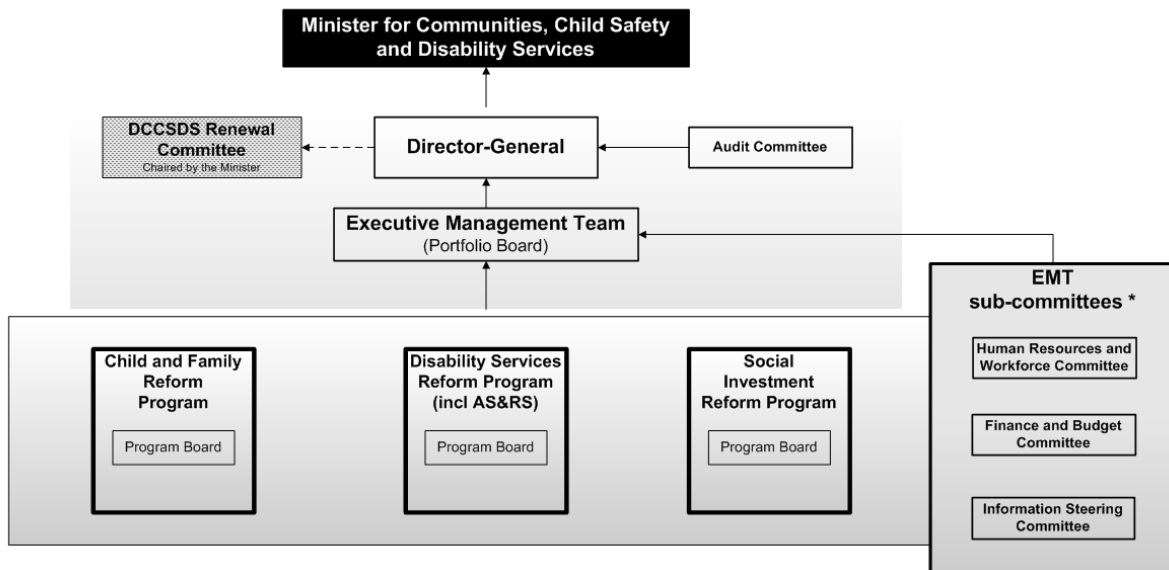 Minister for Communities, Child Safety
and Disability Services
DCCSDS Renewal
Committee
Chaired by the Minister
Director-General
Audit Committee
Executive Management Team
(Portfolio Board)
EMT
sub-committees *
Human Resources and
Workforce Committee
Finance and Budget
Committee
Information Steering
Committee
Child and Family
Reform
Program
Program Board
Disability Services
Reform Program
(incl AS&RS)
Program Board
Social
Investment
Reform Program
Program Board